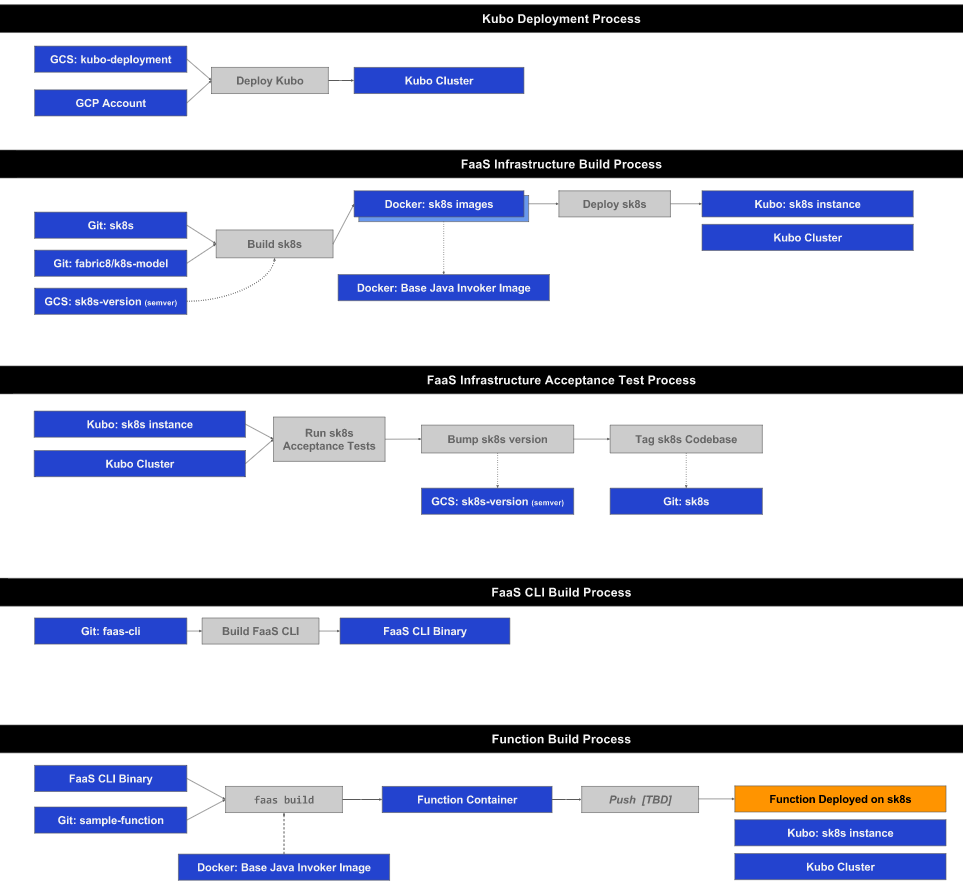 Kubo Deployment Process
GCS: kubo-deployment
GCP Account
Deploy Kubo
Kubo Cluster
FaaS Infrastructure Build Process
Git: sk8s
Git: fabric8/k8s-model
GCS: sk8s-version (semver)
Build sk8s
Docker: sk8s images
Docker: Base Java Invoker Image
Deploy sk8s
Kubo: sk8s instance
Kubo Cluster
FaaS Infrastructure Acceptance Test Process
Kubo: sk8s instance
Kubo Cluster
Run sk8s
Acceptance Tests
Bump sk8s version
GCS: sk8s-version (semver)
Tag sk8s Codebase
Git: sk8s
FaaS CLI Build Process
Git: faas-cli
Build FaaS CLI
FaaS CLI Binary
Function Build Process
FaaS CLI Binary
Git: sample-function
faas build
Docker: Base Java Invoker Image
Function Container
Push [TBD]
Function Deployed on sk8s
Kubo: sk8s instance
Kubo Cluster